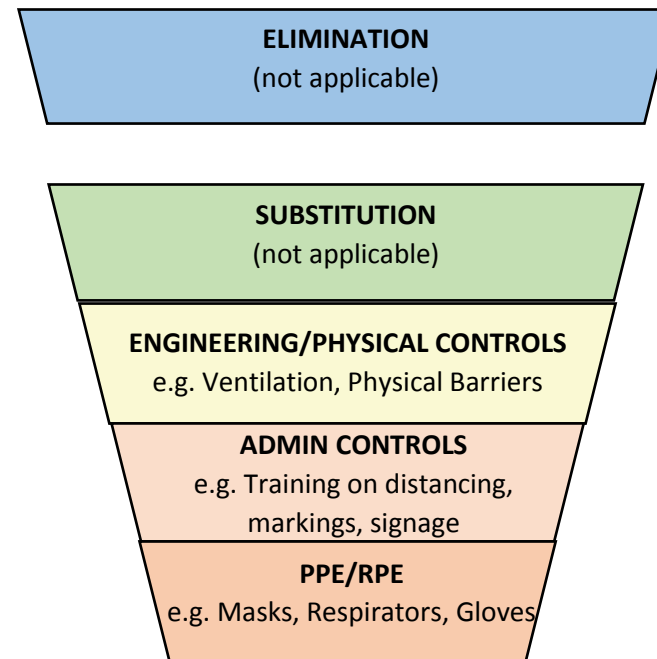 ELIMINATION
(not applicable)
SUBSTITUTION
(not applicable)
ENGINEERING/PHYSICAL CONTROLS
e.g. Ventilation, Physical Barriers
ADMIN CONTROLS
e.g. Training on distancing,
markings, signage
PPE/RPE
e.g. Masks, Respirators, Gloves